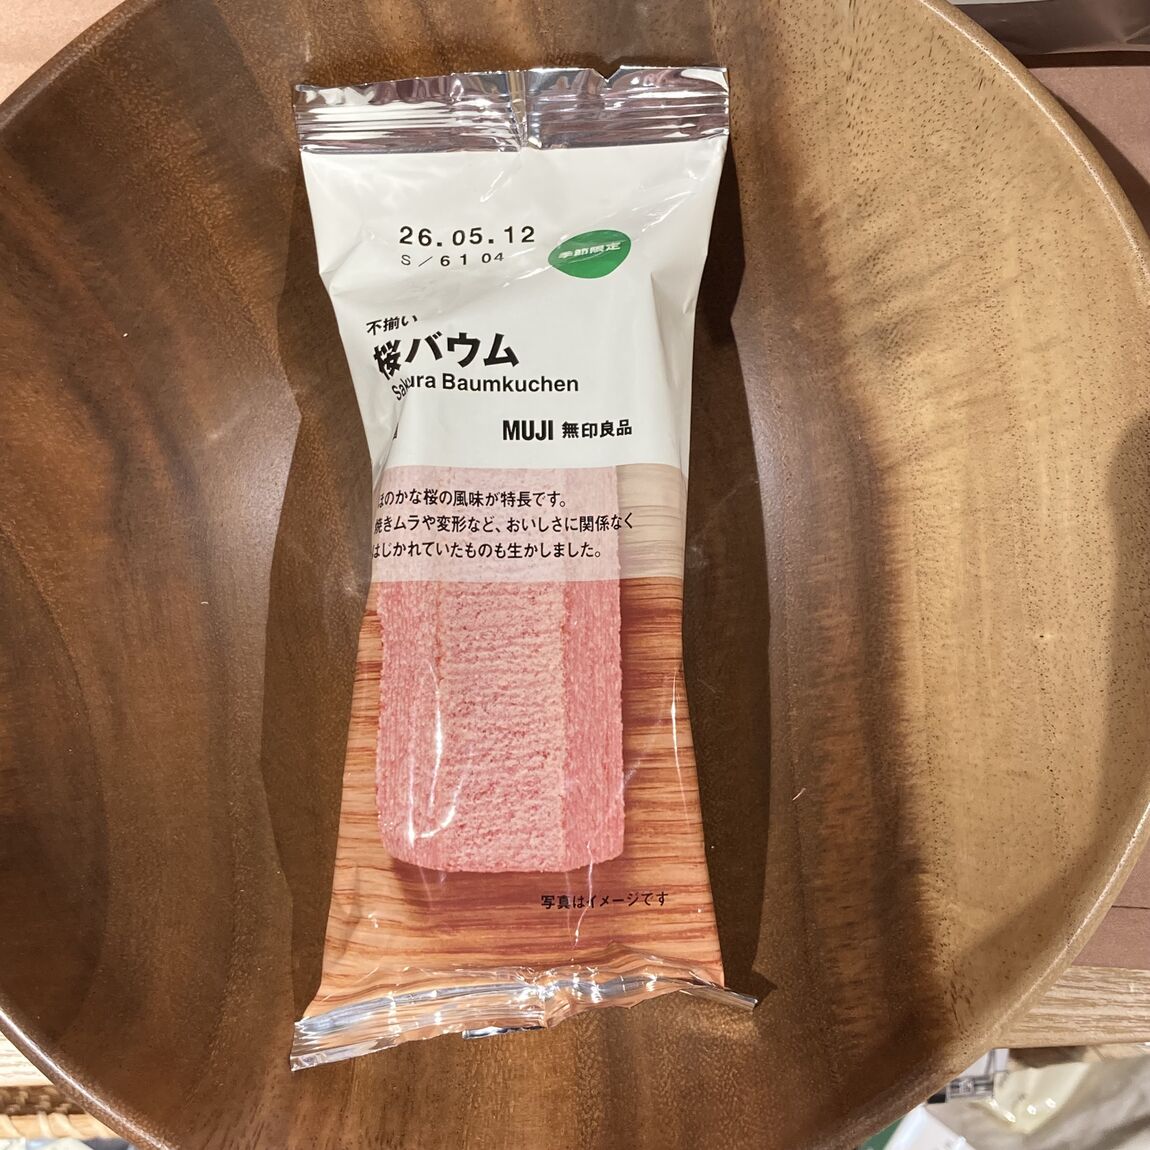 26.05.12
S/61 04
季節限定
不揃い
桜バウム
Sakura Baumkuchen
MUJI 無印良品
ほのかな桜の風味が特長です。
焼きムラや変形など、おいしさに関係なく
はじかれていたものも生かしました。
写真はイメージです